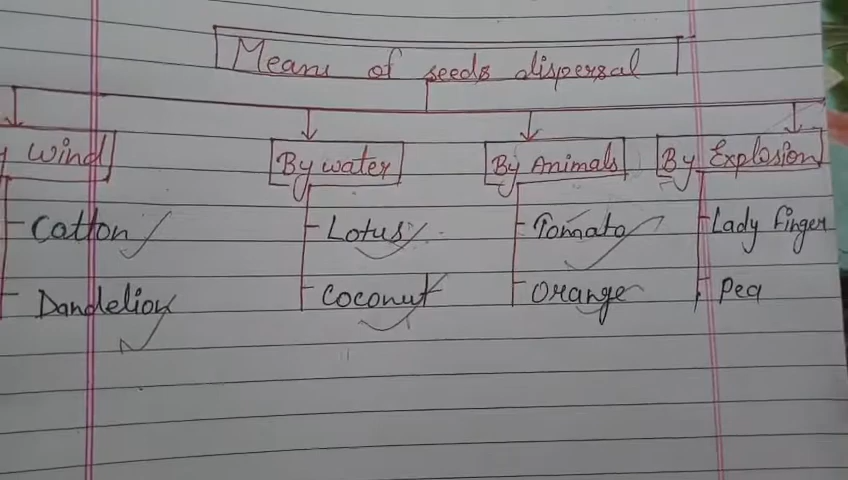 Means of seeds dispersal
Wind By water By Animals By Explosion
Catton Lotus Tomato Lady finger
Dandelion Coconut Orange Pea